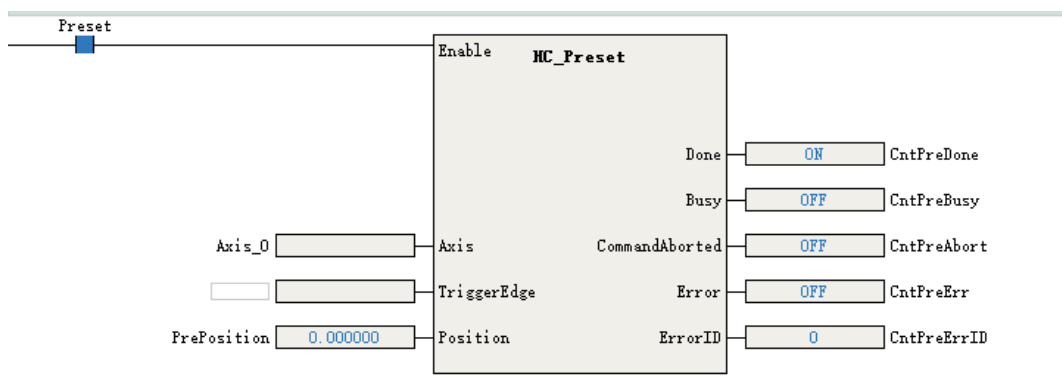 Preset
Enable HC_Preset
Done ON CntPreDone
Busy OFF CntPreBusy
Axis_0 Axis CommandAborted OFF CntPreAbort
TriggerEdge Error OFF CntPreErr
PrePosition 0.000000 Position ErrorID 0 CntPreErrID